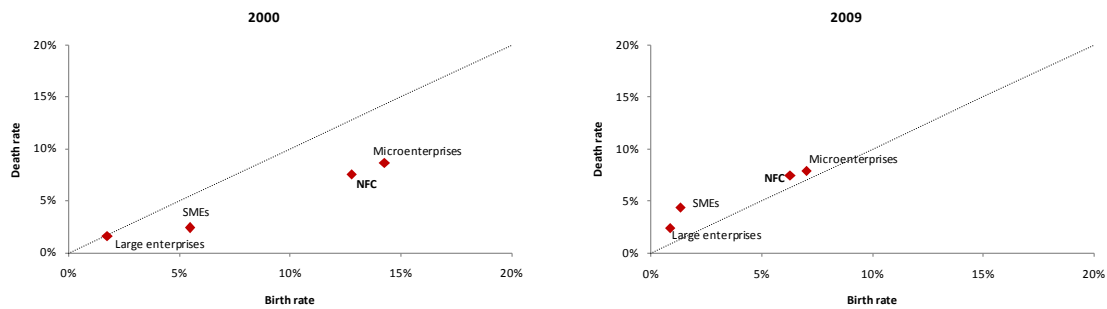 2000
20%
15%
10%
5%
0%
Death rate
Microenterprises
NFC
SMEs
Large enterprises
0%
5%
10%
15%
20%
Birth rate
2009
20%
15%
10%
5%
0%
Death rate
Microenterprises
NFC
SMEs
Large enterprises
0%
5%
10%
15%
20%
Birth rate